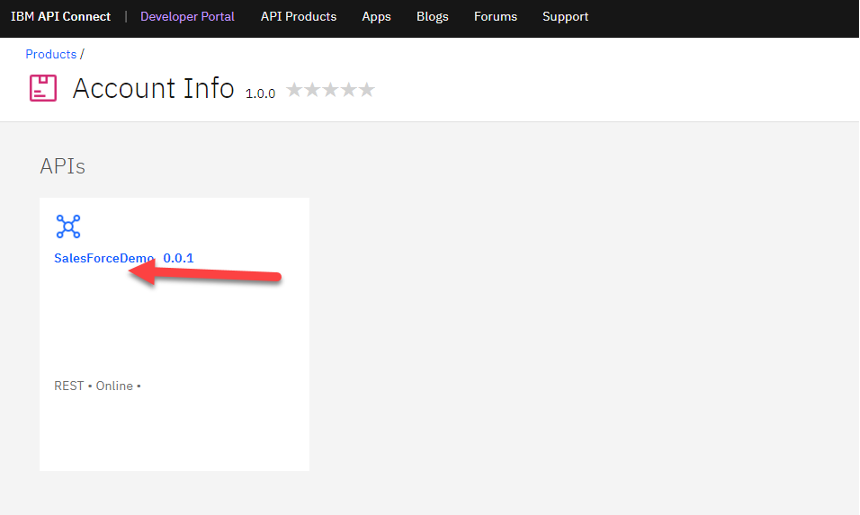 IBM API Connect | Developer Portal API Products Apps Blogs Forums Support
Products /
Account Info 1.0.0
APIs
SalesForceDemo 0.0.1
REST • Online •